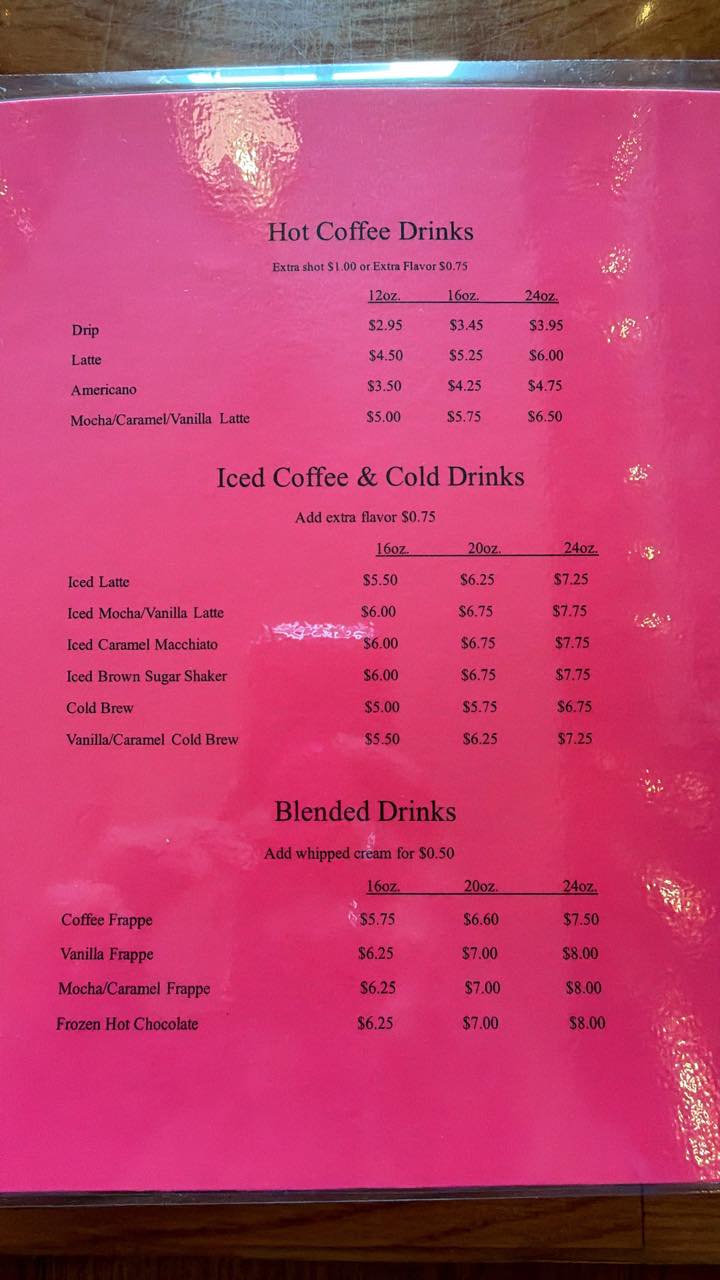 Hot Coffee Drinks
Extra shot $1.00 or Extra Flavor $0.75
12oz. 16oz. 24oz.
Drip $2.95 $3.45 $3.95
Latte $4.50 $5.25 $6.00
Americano $3.50 $4.25 $4.75
Mocha/Caramel/Vanilla Latte $5.00 $5.75 $6.50
Iced Coffee & Cold Drinks
Add extra flavor $0.75
16oz. 20oz. 24oz.
Iced Latte $5.50 $6.25 $7.25
Iced Mocha/Vanilla Latte $6.00 $6.75 $7.75
Iced Caramel Macchiato $6.00 $6.75 $7.75
Iced Brown Sugar Shaker $6.00 $6.75 $7.75
Cold Brew $5.00 $5.75 $6.75
Vanilla/Caramel Cold Brew $5.50 $6.25 $7.25
Blended Drinks
Add whipped cream for $0.50
16oz. 20oz. 24oz.
Coffee Frappe $5.75 $6.60 $7.50
Vanilla Frappe $6.25 $7.00 $8.00
Mocha/Caramel Frappe $6.25 $7.00 $8.00
Frozen Hot Chocolate $6.25 $7.00 $8.00